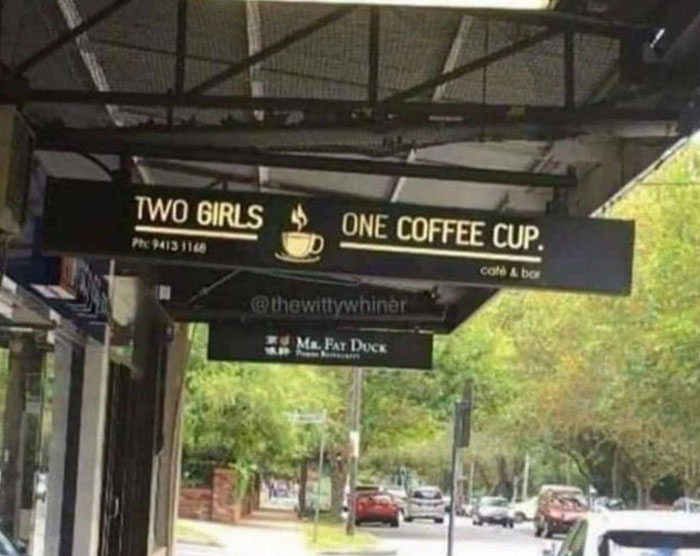 TWO GIRLS ONE COFFEE CUP.
Ph: 9413 1168
café & bar
@thewittywhiner
MR. FAT DUCK